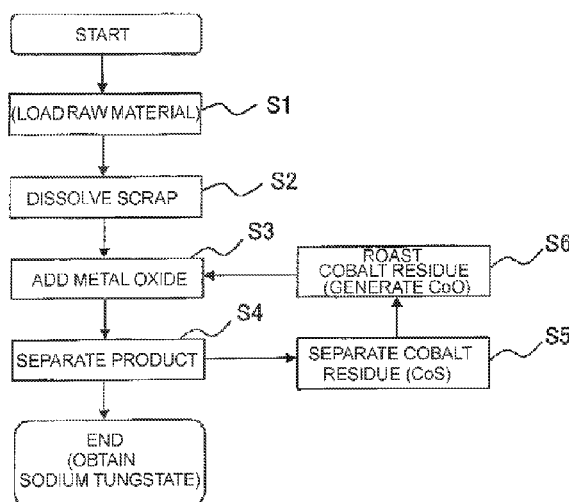 START
(LOAD RAW MATERIAL)
S1
DISSOLVE SCRAP
S2
ADD METAL OXIDE
S3
ROAST
COBALT RESIDUE
(GENERATE CoO)
S6
SEPARATE PRODUCT
S4
SEPARATE COBALT
RESIDUE (CoS)
S5
END
(OBTAIN
SODIUM TUNGSTATE)